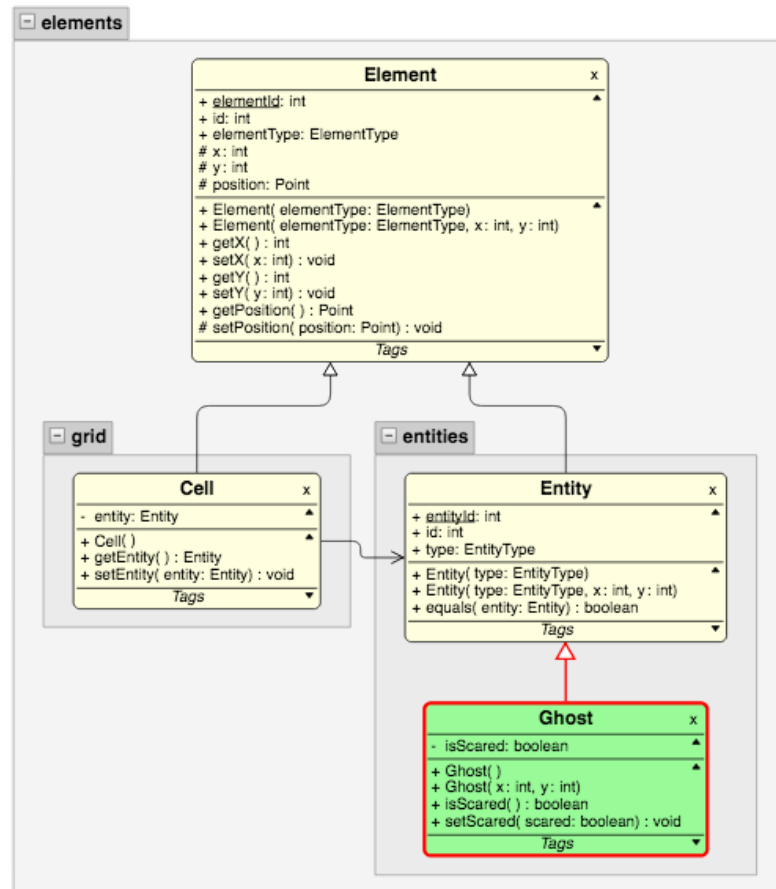 elements
Element x
+ elementId: int
+ id: int
+ elementType: ElementType
# x: int
# y: int
# position: Point
+ Element( elementType: ElementType)
+ Element( elementType: ElementType, x: int, y: int)
+ getX( ) : int
+ setX( x: int) : void
+ getY( ) : int
+ setY( y: int) : void
+ getPosition( ) : Point
# setPosition( position: Point) : void
Tags
grid
Cell x
- entity: Entity
+ Cell( )
+ getEntity( ) : Entity
+ setEntity( entity: Entity) : void
Tags
entities
Entity x
+ entityId: int
+ id: int
+ type: EntityType
+ Entity( type: EntityType)
+ Entity( type: EntityType, x: int, y: int)
+ equals( entity: Entity) : boolean
Tags
Ghost x
- isScared: boolean
+ Ghost( )
+ Ghost( x: int, y: int)
+ isScared( ) : boolean
+ setScared( scared: boolean) : void
Tags